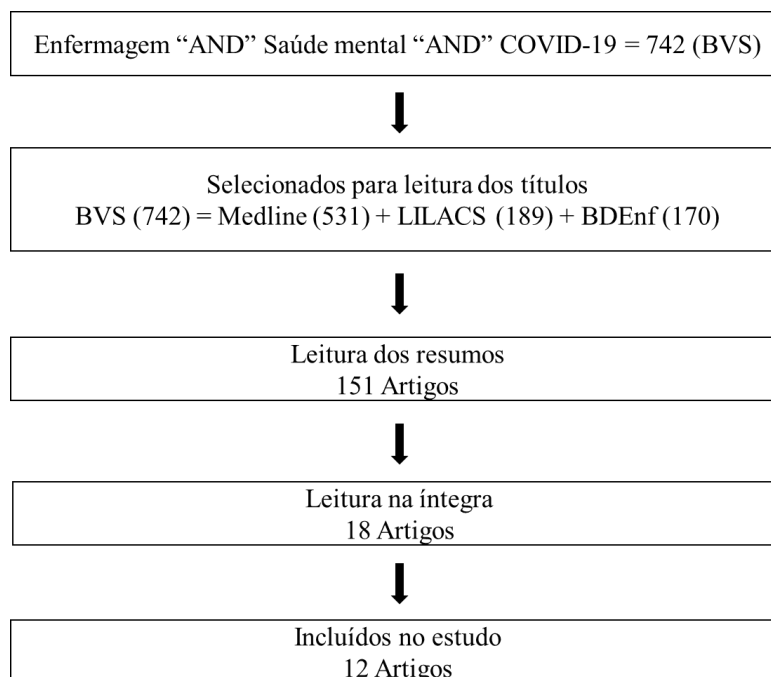 Enfermagem “AND” Saúde mental “AND” COVID-19 = 742 (BVS)
Selecionados para leitura dos títulos
BVS (742) = Medline (531) + LILACS (189) + BDEnf (170)
Leitura dos resumos
151 Artigos
Leitura na íntegra
18 Artigos
Incluídos no estudo
12 Artigos